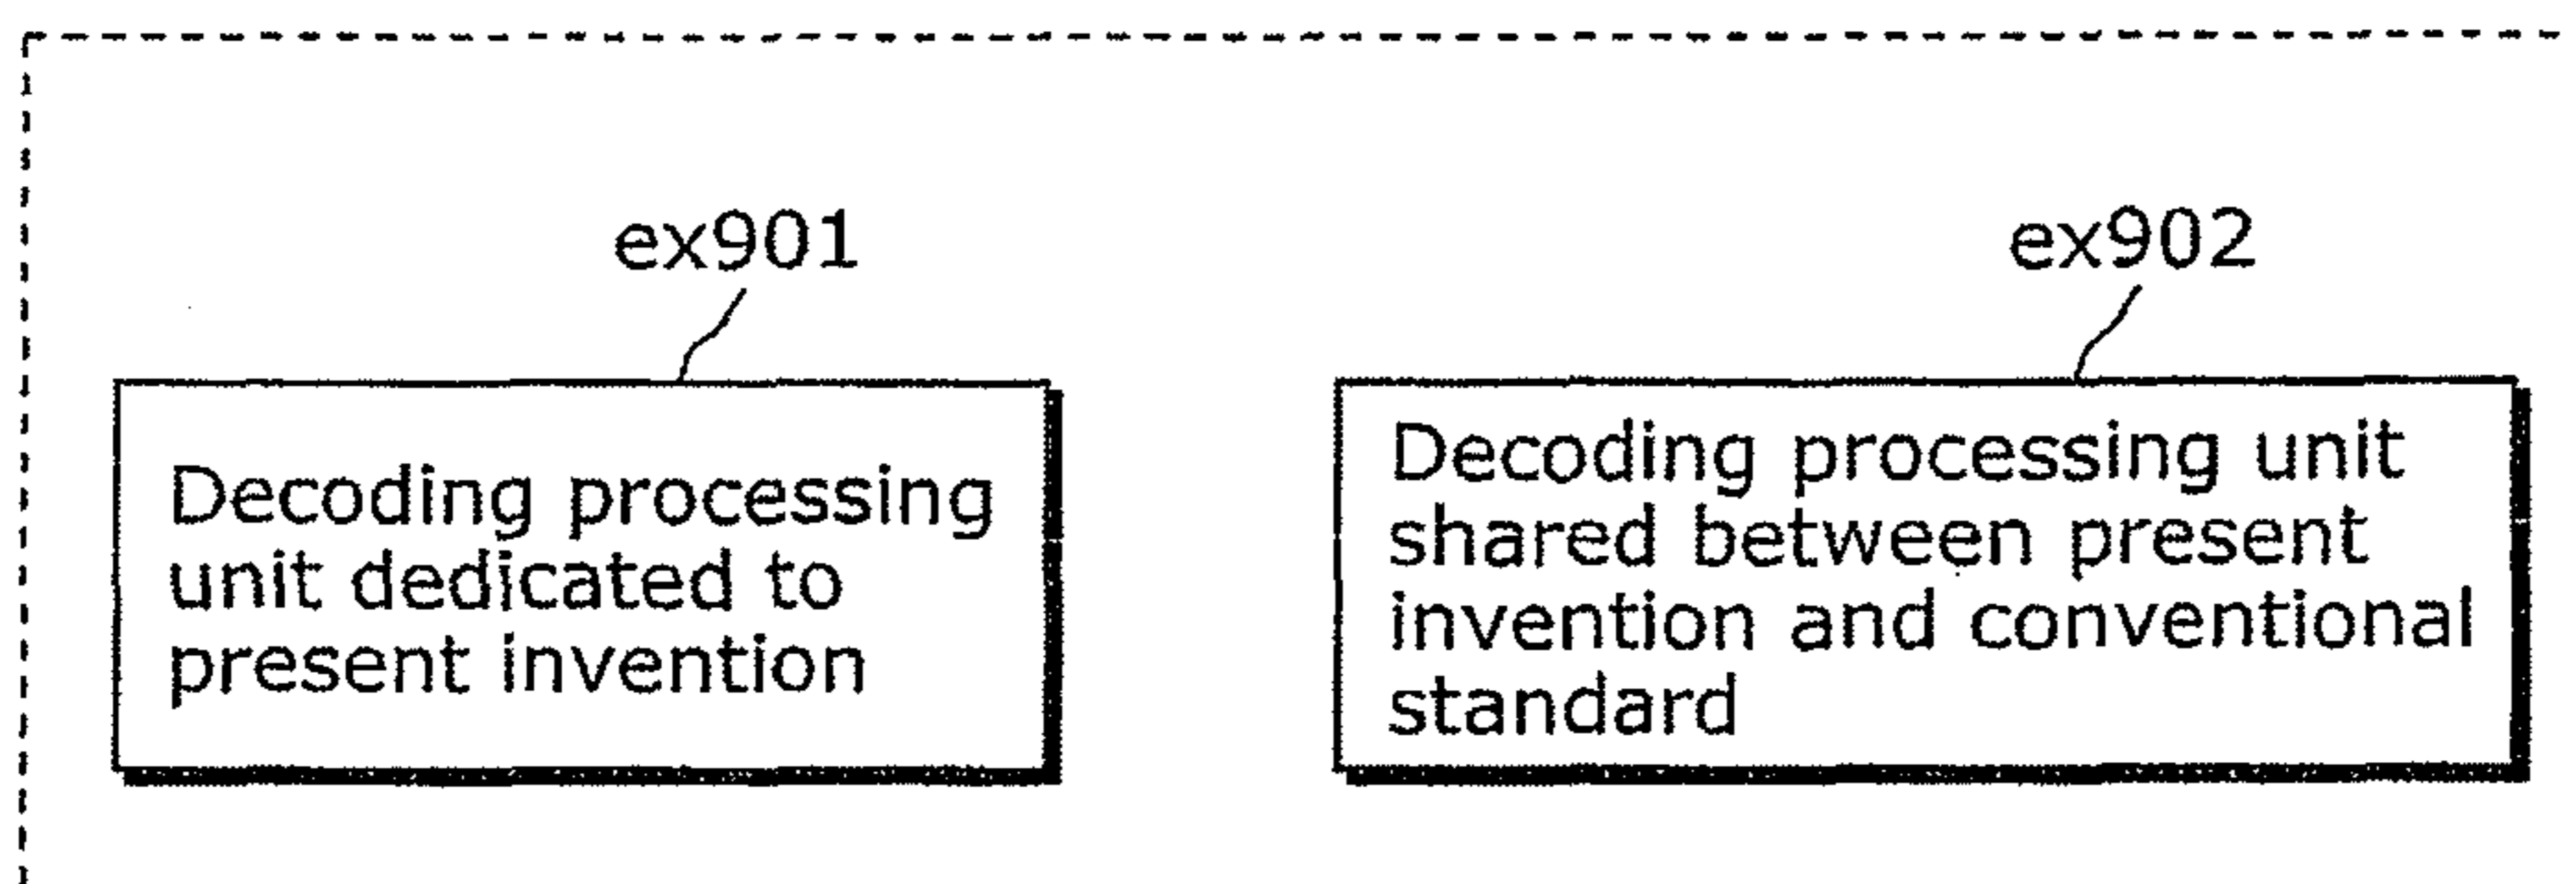 ex901
ex902
Decoding processing
unit dedicated to
present invention
Decoding processing unit
shared between present
invention and conventional
standard